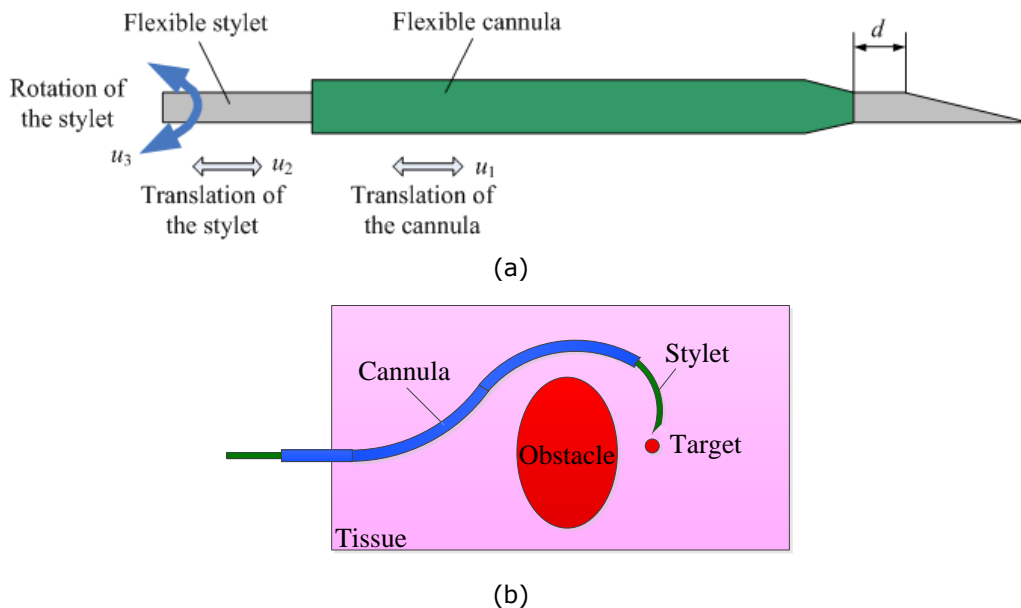 Flexible stylet
Flexible cannula
d
Rotation of
the stylet
u3
u2
u1
Translation of
the stylet
Translation of
the cannula
(a)
Stylet
Cannula
Obstacle
Target
Tissue
(b)